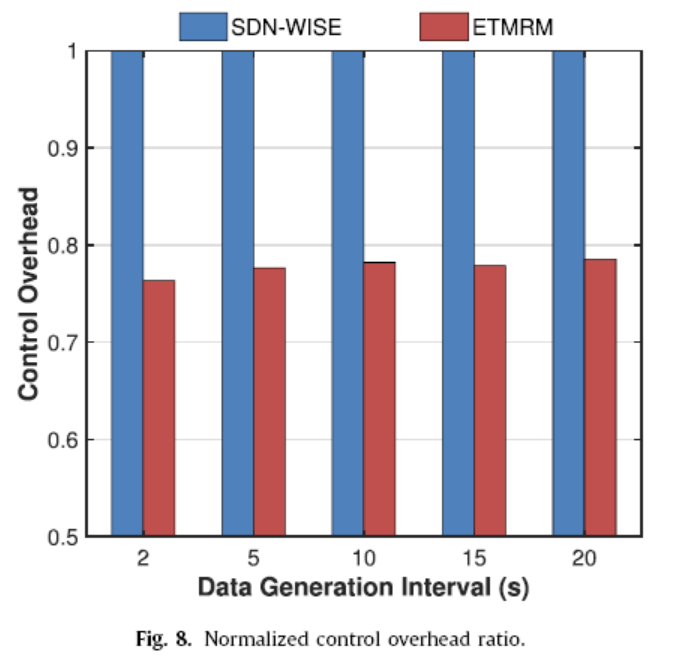 SDN-WISE ETMRM
1
0.9
0.8
0.7
0.6
0.5
Control Overhead
2 5 10 15 20
Data Generation Interval (s)
Fig. 8. Normalized control overhead ratio.